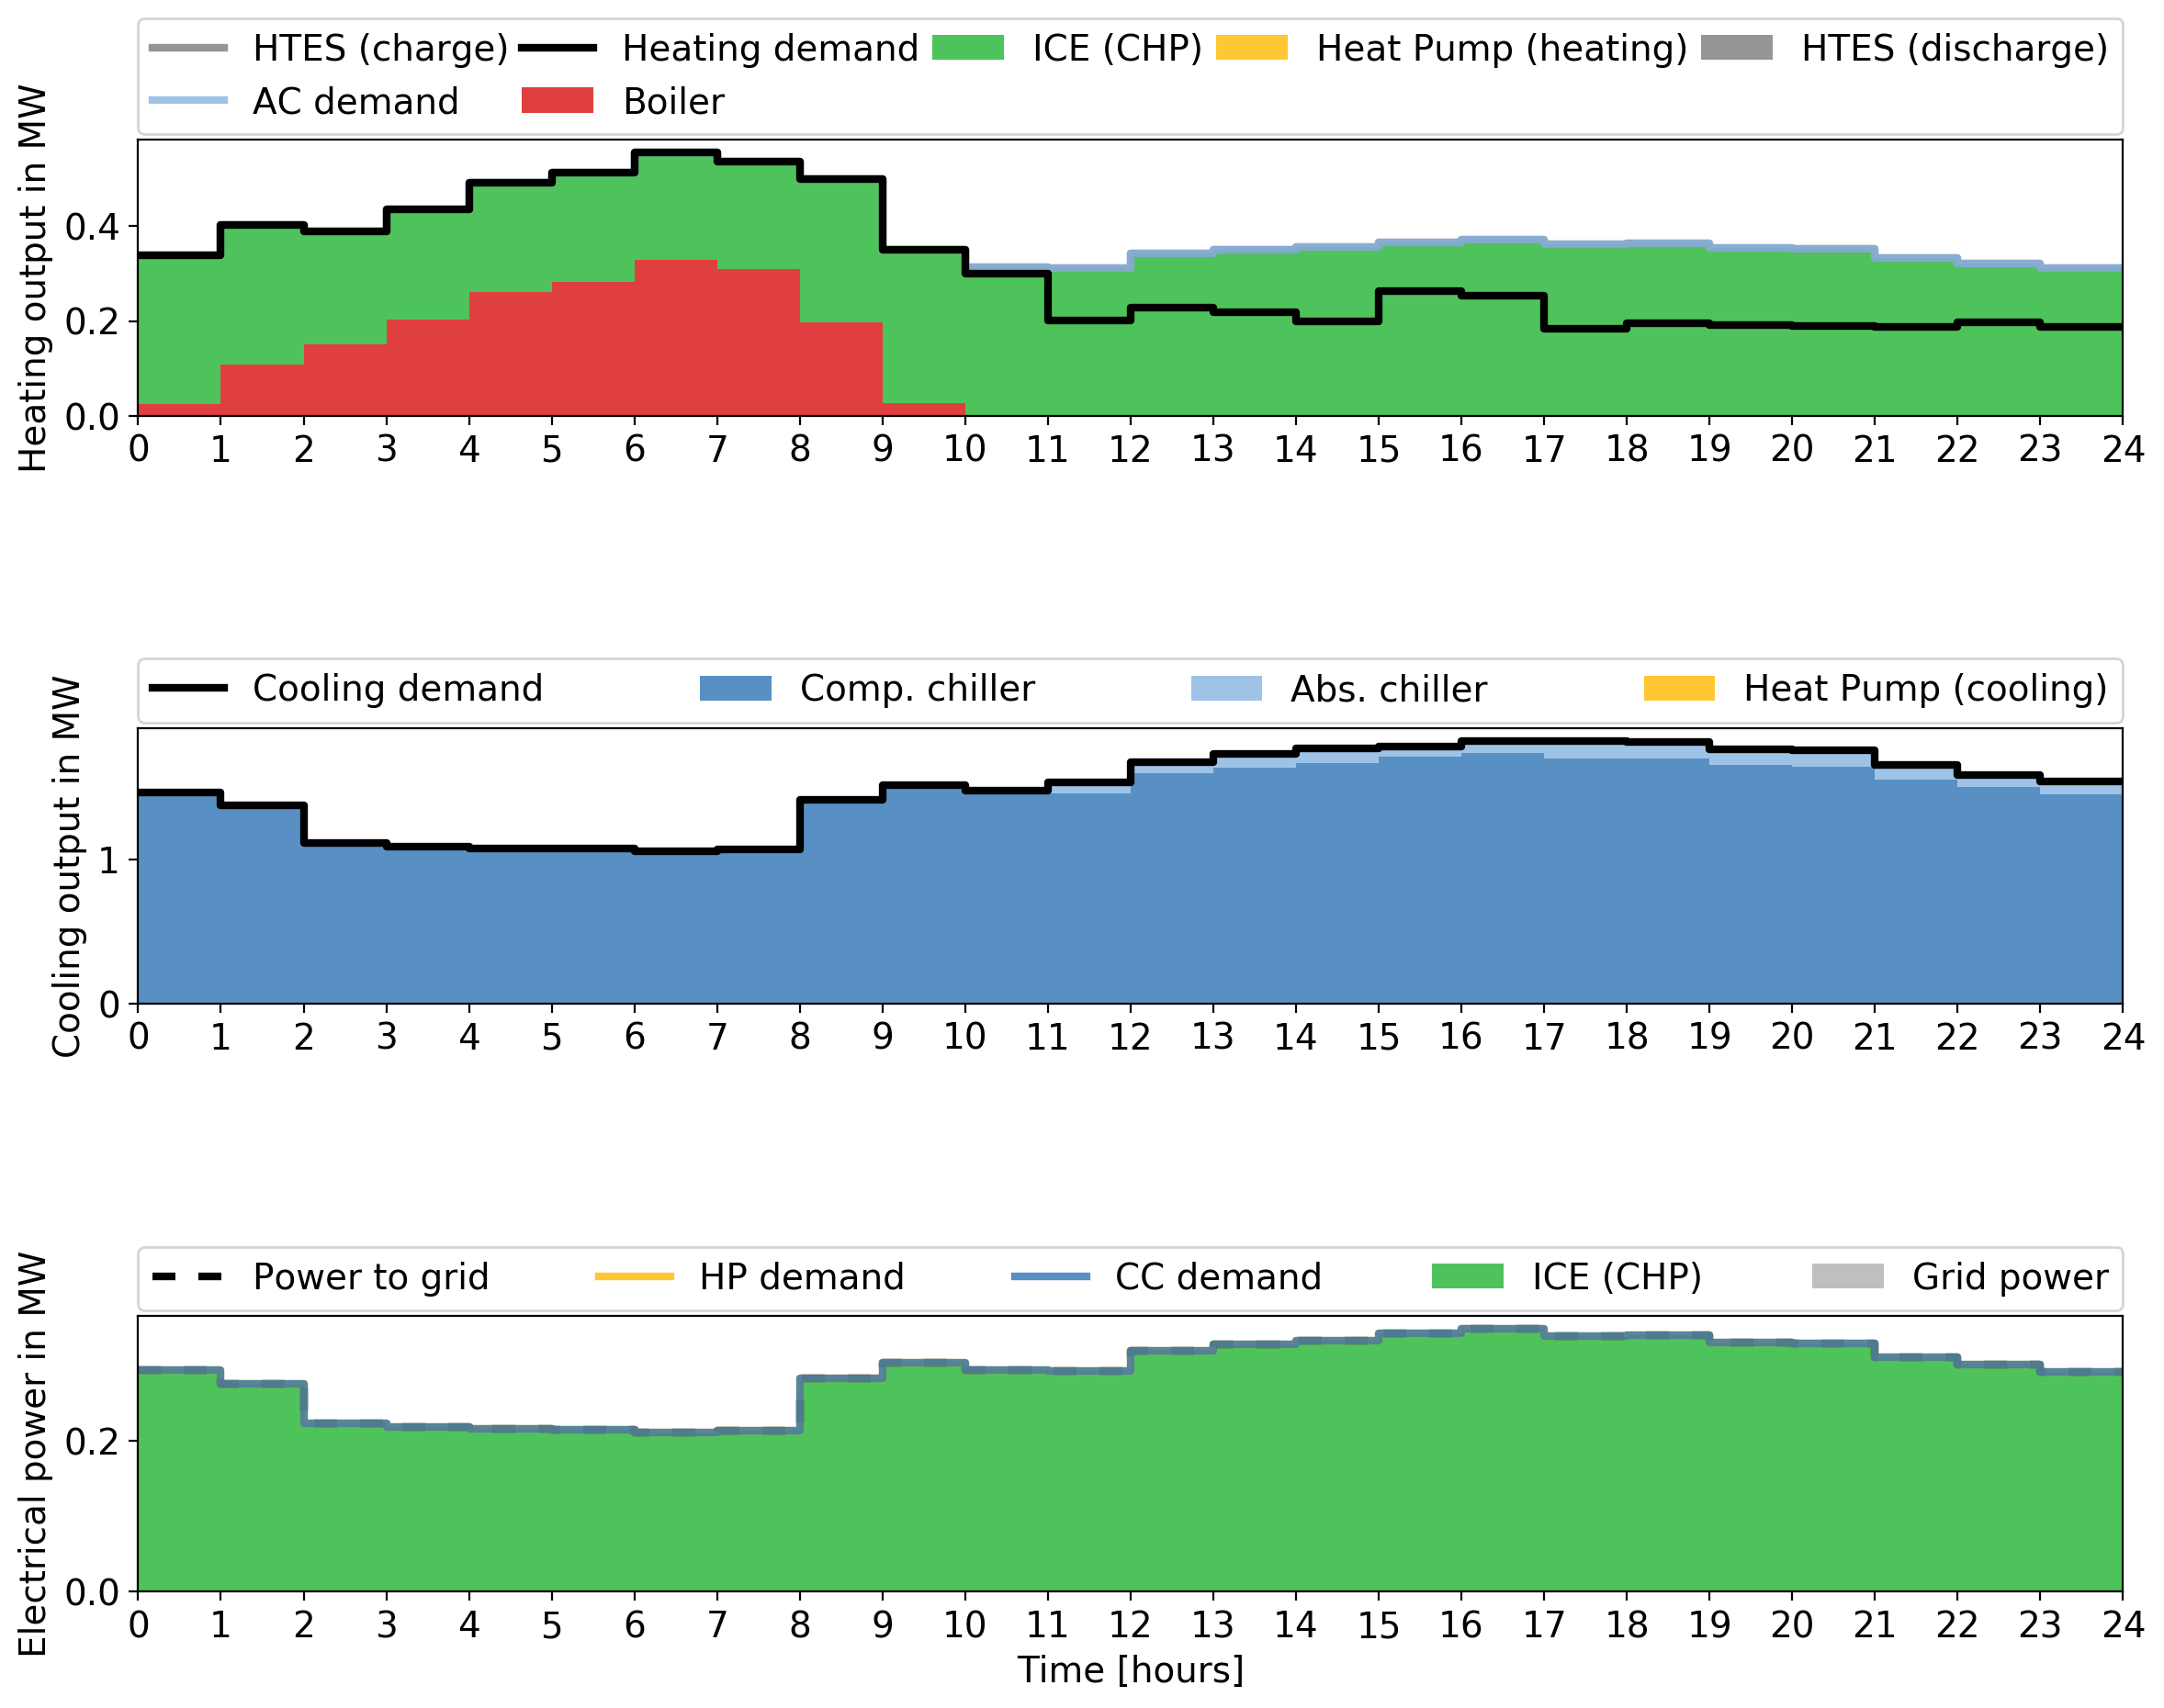 HTES (charge) Heating demand ICE (CHP) Heat Pump (heating) HTES (discharge)
AC demand Boiler
Heating output in MW
0.4
0.2
0.0
0 1 2 3 4 5 6 7 8 9 10 11 12 13 14 15 16 17 18 19 20 21 22 23 24
Cooling demand Comp. chiller Abs. chiller Heat Pump (cooling)
Cooling output in MW
1
0
0 1 2 3 4 5 6 7 8 9 10 11 12 13 14 15 16 17 18 19 20 21 22 23 24
Power to grid HP demand CC demand ICE (CHP) Grid power
Electrical power in MW
0.2
0.0
0 1 2 3 4 5 6 7 8 9 10 11 12 13 14 15 16 17 18 19 20 21 22 23 24
Time [hours]